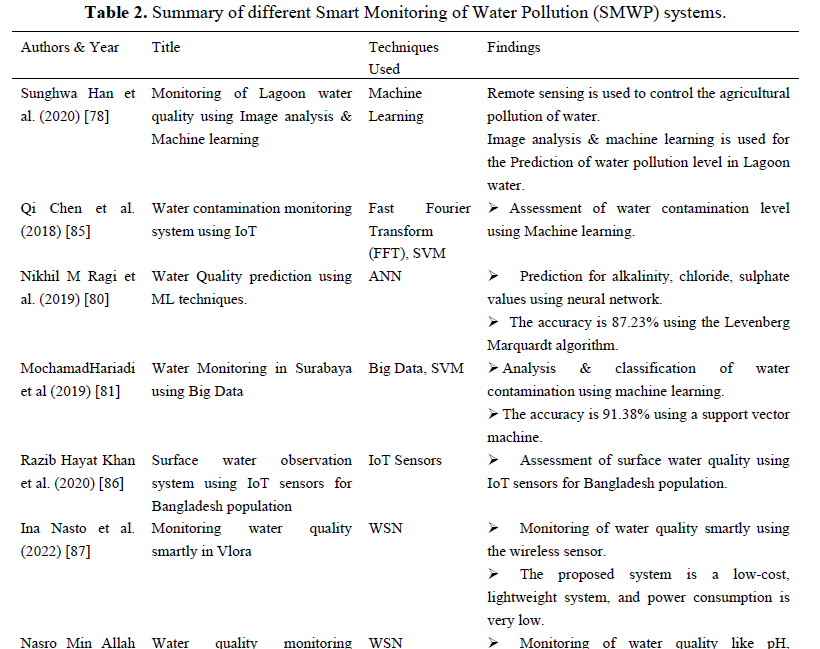 Table 2. Summary of different Smart Monitoring of Water Pollution (SMWP) systems.
Authors & Year Title Techniques Used Findings
Sunghwa Han et al. (2020) [78]
Monitoring of Lagoon water quality using Image analysis & Machine learning
Machine Learning
Remote sensing is used to control the agricultural pollution of water.
Image analysis & machine learning is used for the Prediction of water pollution level in Lagoon water.
Qi Chen et al. (2018) [85]
Water contamination monitoring system using IoT
Fast Fourier Transform (FFT), SVM
➢ Assessment of water contamination level using Machine learning.
Nikhil M Ragi et al. (2019) [80]
Water Quality prediction using ML techniques.
ANN
➢ Prediction for alkalinity, chloride, sulphate values using neural network.
➢ The accuracy is 87.23% using the Levenberg Marquardt algorithm.
MochamadHariadi et al (2019) [81]
Water Monitoring in Surabaya using Big Data
Big Data, SVM
➢ Analysis & classification of water contamination using machine learning.
➢ The accuracy is 91.38% using a support vector machine.
Razib Hayat Khan et al. (2020) [86]
Surface water observation system using IoT sensors for Bangladesh population
IoT Sensors
➢ Assessment of surface water quality using IoT sensors for Bangladesh population.
Ina Nasto et al. (2022) [87]
Monitoring water quality smartly in Vlora
WSN
➢ Monitoring of water quality smartly using the wireless sensor.
➢ The proposed system is a low-cost, lightweight system, and power consumption is very low.
Nasro Min Allah
Water quality monitoring
WSN
➢ Monitoring of water quality like pH,